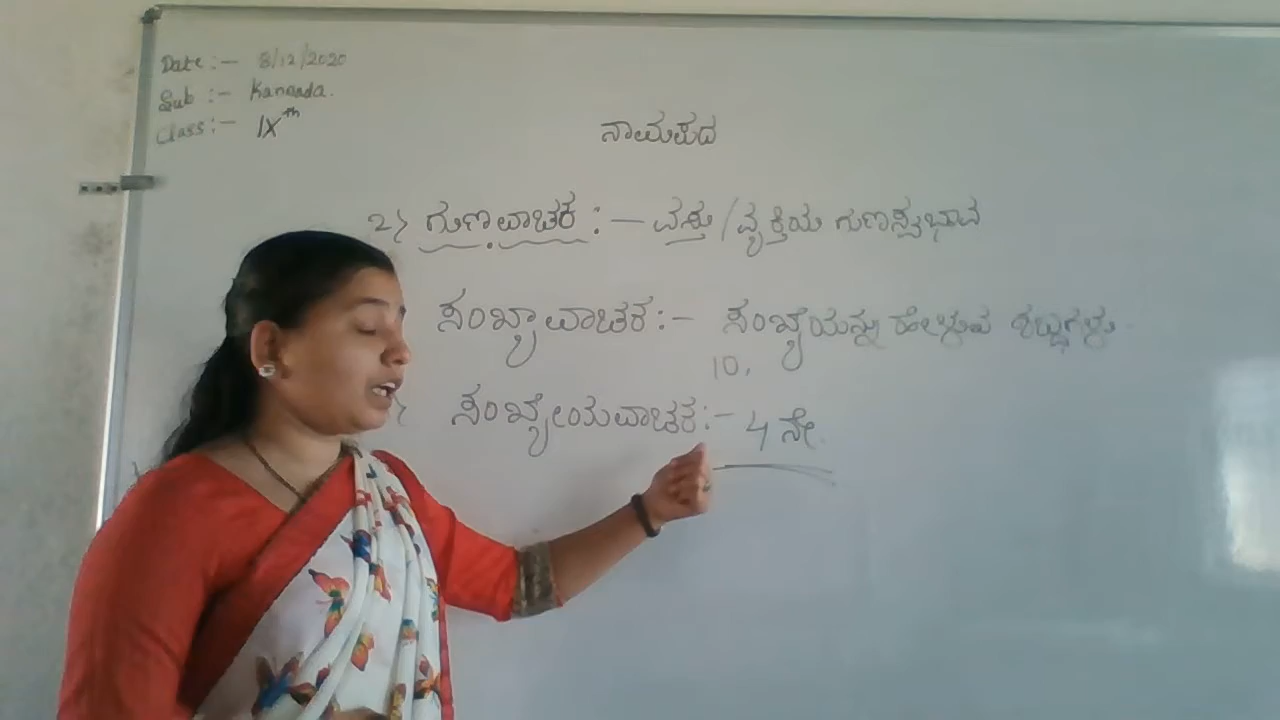 Date :- 8/12/2020
Sub :- Kannada.
Class:- IXth
ನಾಮಪದ
2) ಗುಣವಾಚಕ :- ವಸ್ತು / ವ್ಯಕ್ತಿಯ ಗುಣಸ್ವಭಾವ
ಸಂಖ್ಯಾವಾಚಕ :- ಸಂಖ್ಯೆಯನ್ನು ಹೇಳುವ ಶಬ್ಧಗಳು.
10,
) ಸಂಖ್ಯೇಯವಾಚಕ:- 4 ನೇ